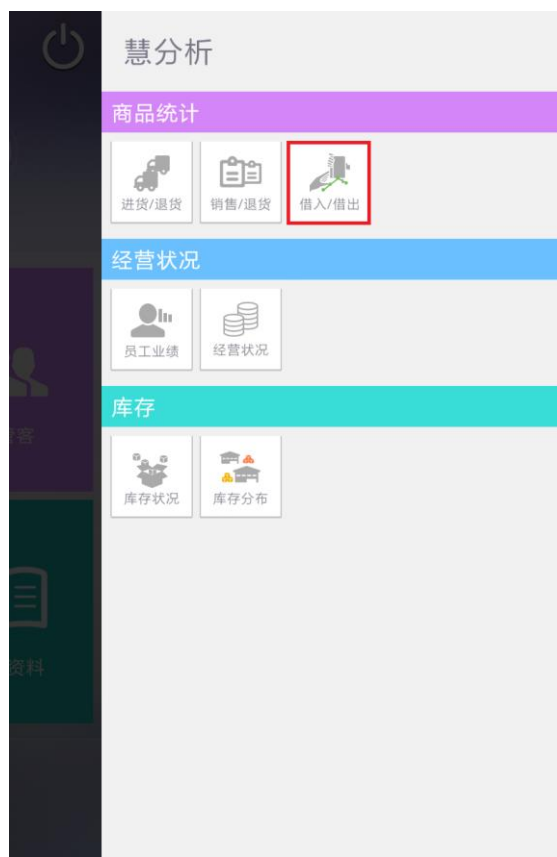 慧分析
商品统计
进货/退货
销售/退货
借入/借出
经营状况
员工业绩
经营状况
库存
库存状况
库存分布
客
资料